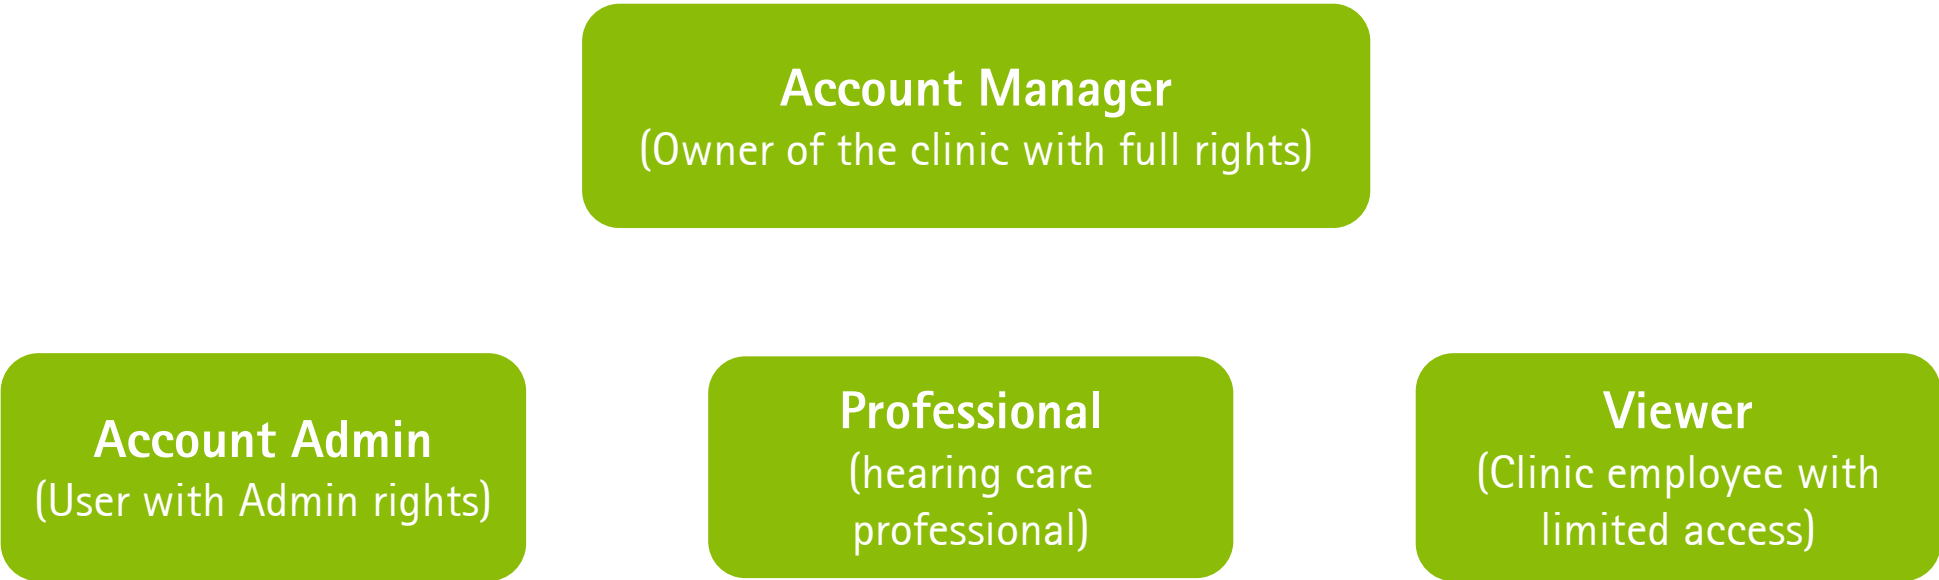 Account Manager
(Owner of the clinic with full rights)
Account Admin
(User with Admin rights)
Professional
(hearing care
professional)
Viewer
(Clinic employee with
limited access)